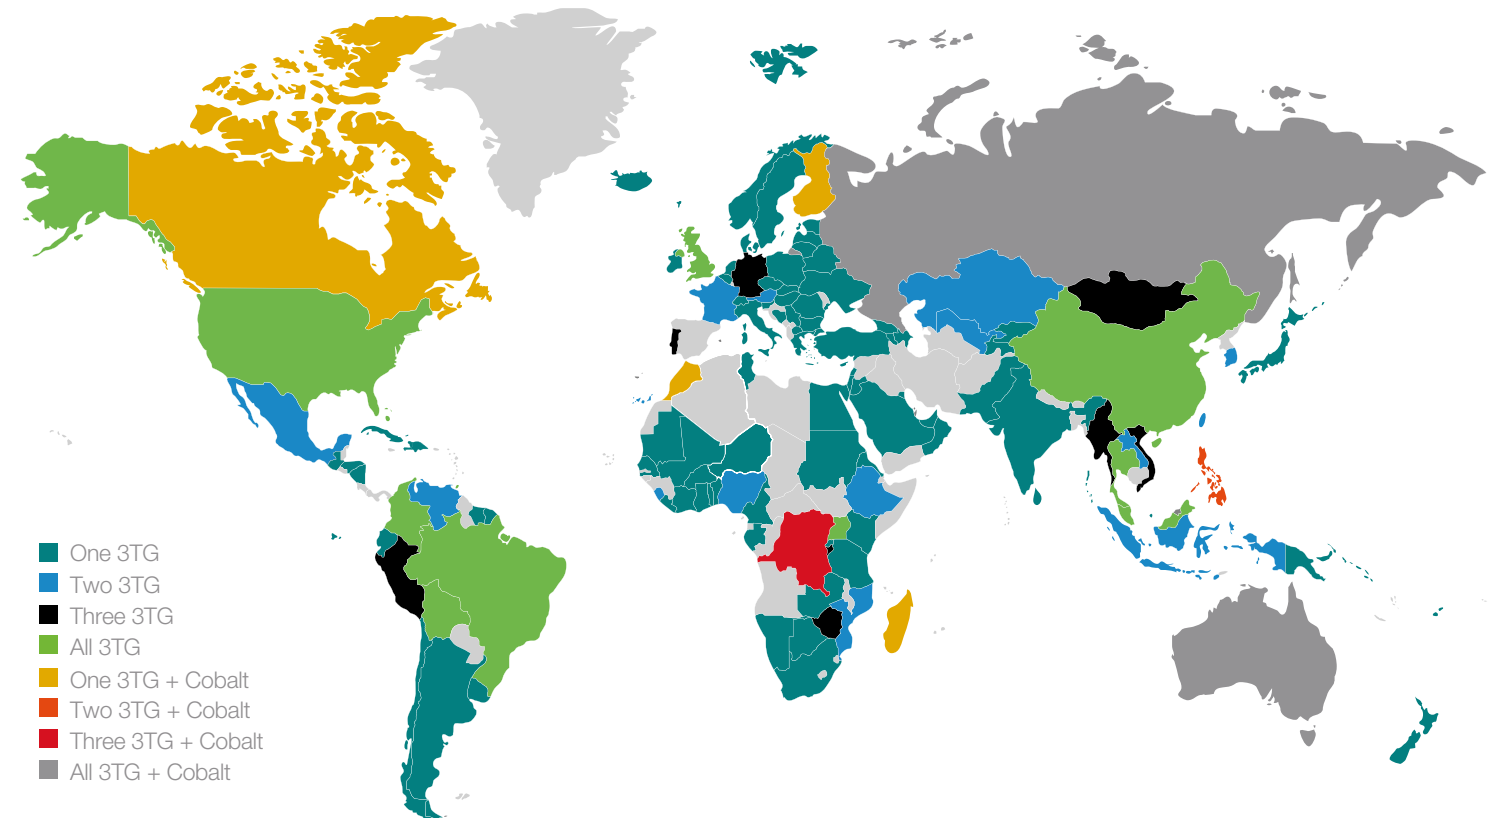 One 3TG
Two 3TG
Three 3TG
All 3TG
One 3TG + Cobalt
Two 3TG + Cobalt
Three 3TG + Cobalt
All 3TG + Cobalt